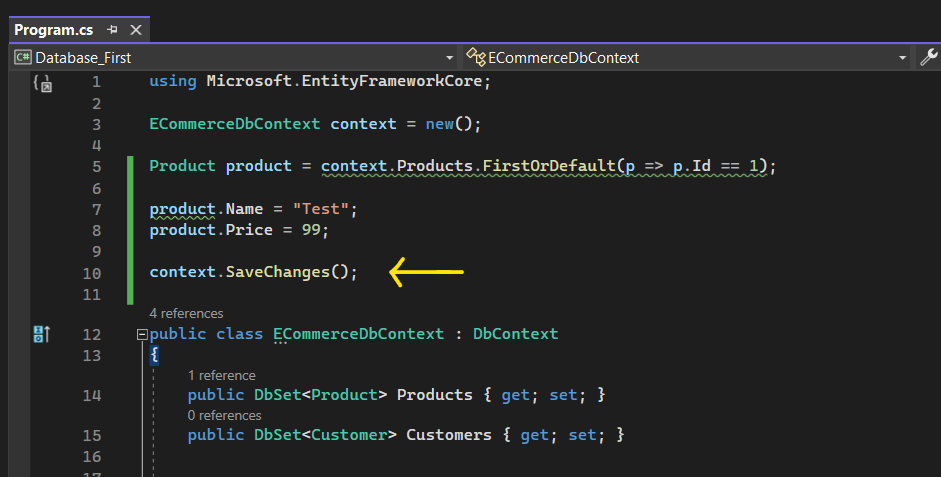 Program.cs
C# Database_First ECommerceDbContext
1 using Microsoft.EntityFrameworkCore;
2
3 ECommerceDbContext context = new();
4
5 Product product = context.Products.FirstOrDefault(p => p.Id == 1);
6
7 product.Name = "Test";
8 product.Price = 99;
9
10 context.SaveChanges();
11
4 references
12 public class ECommerceDbContext : DbContext
13 {
1 reference
14 public DbSet<Product> Products { get; set; }
0 references
15 public DbSet<Customer> Customers { get; set; }
16
17